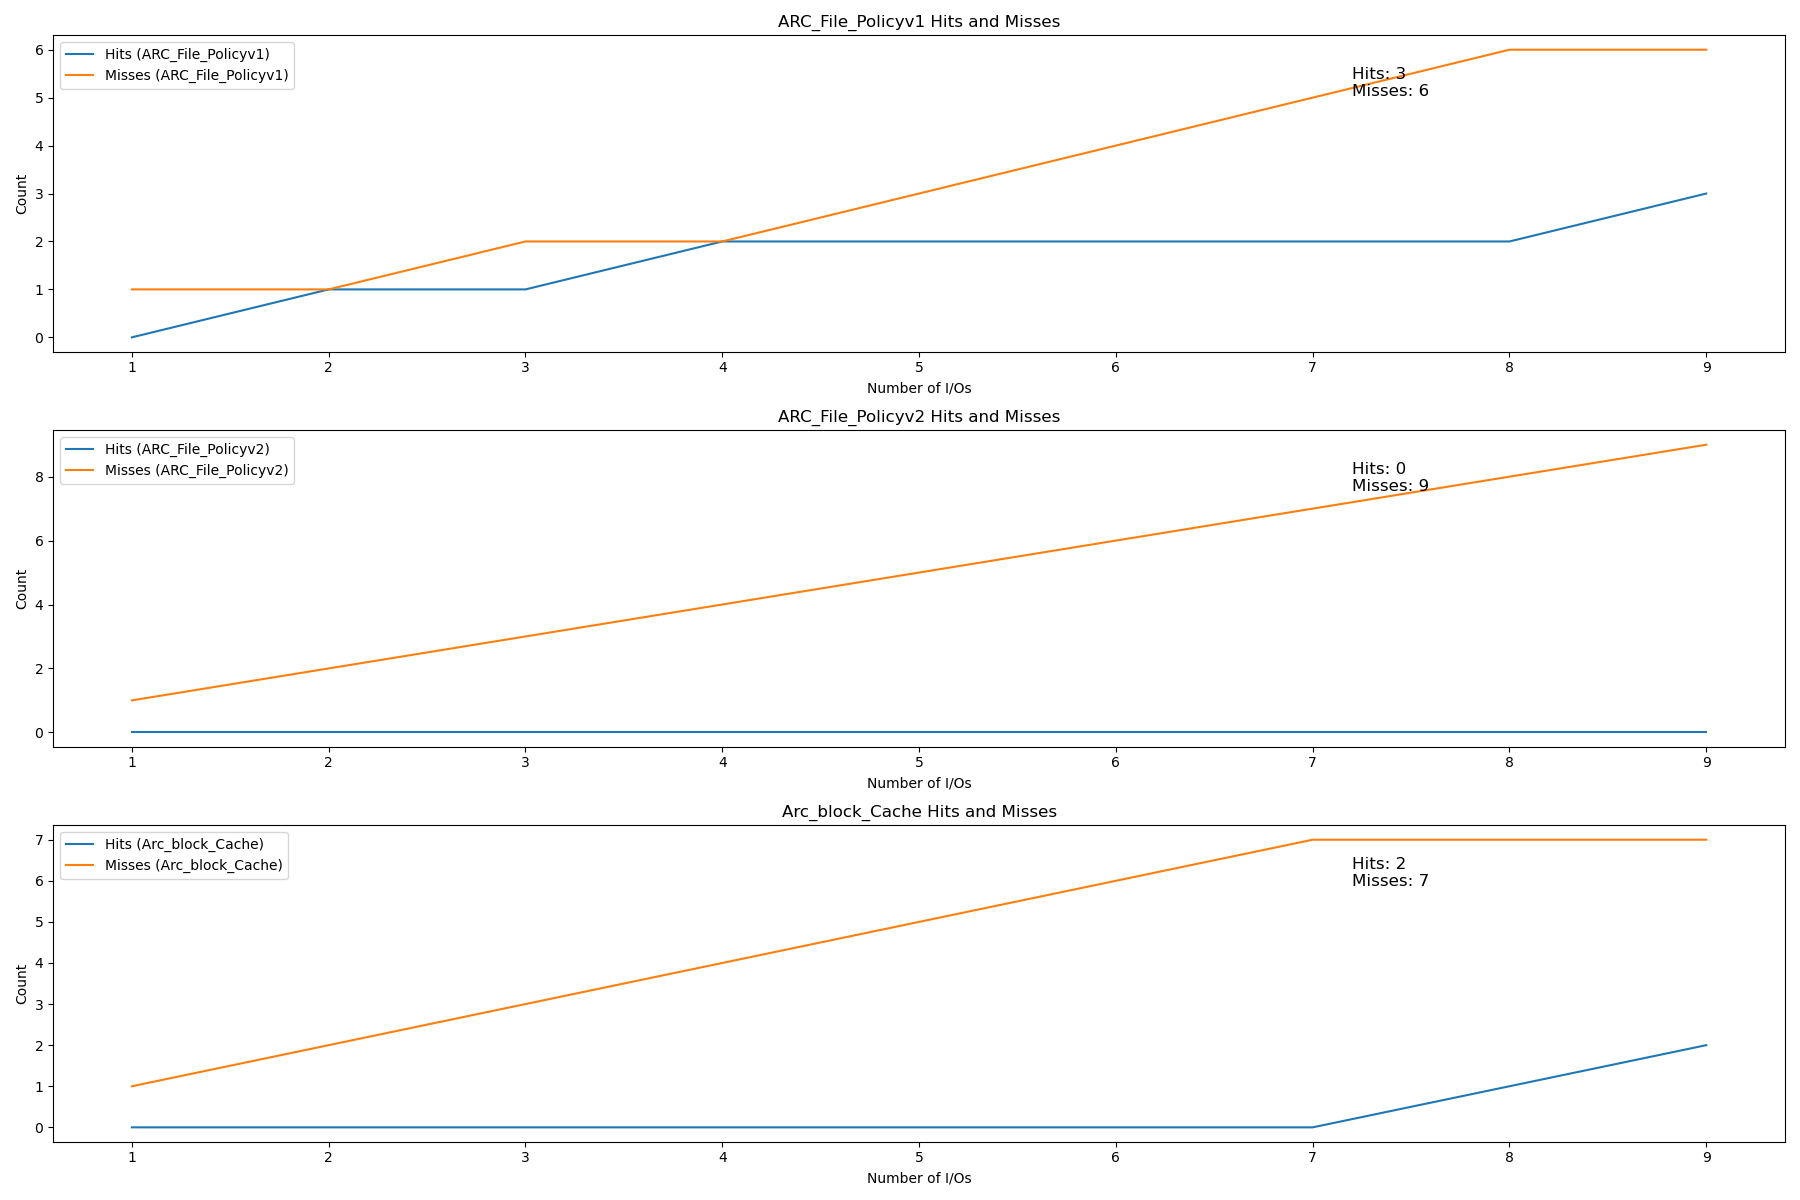 ARC_File_Policyv1 Hits and Misses
Hits (ARC_File_Policyv1)
Misses (ARC_File_Policyv1)
Hits: 3
Misses: 6
Count
6
5
4
3
2
1
0
1 2 3 4 5 6 7 8 9
Number of I/Os
ARC_File_Policyv2 Hits and Misses
Hits (ARC_File_Policyv2)
Misses (ARC_File_Policyv2)
Hits: 0
Misses: 9
Count
8
6
4
2
0
1 2 3 4 5 6 7 8 9
Number of I/Os
Arc_block_Cache Hits and Misses
Hits (Arc_block_Cache)
Misses (Arc_block_Cache)
Hits: 2
Misses: 7
Count
7
6
5
4
3
2
1
0
1 2 3 4 5 6 7 8 9
Number of I/Os